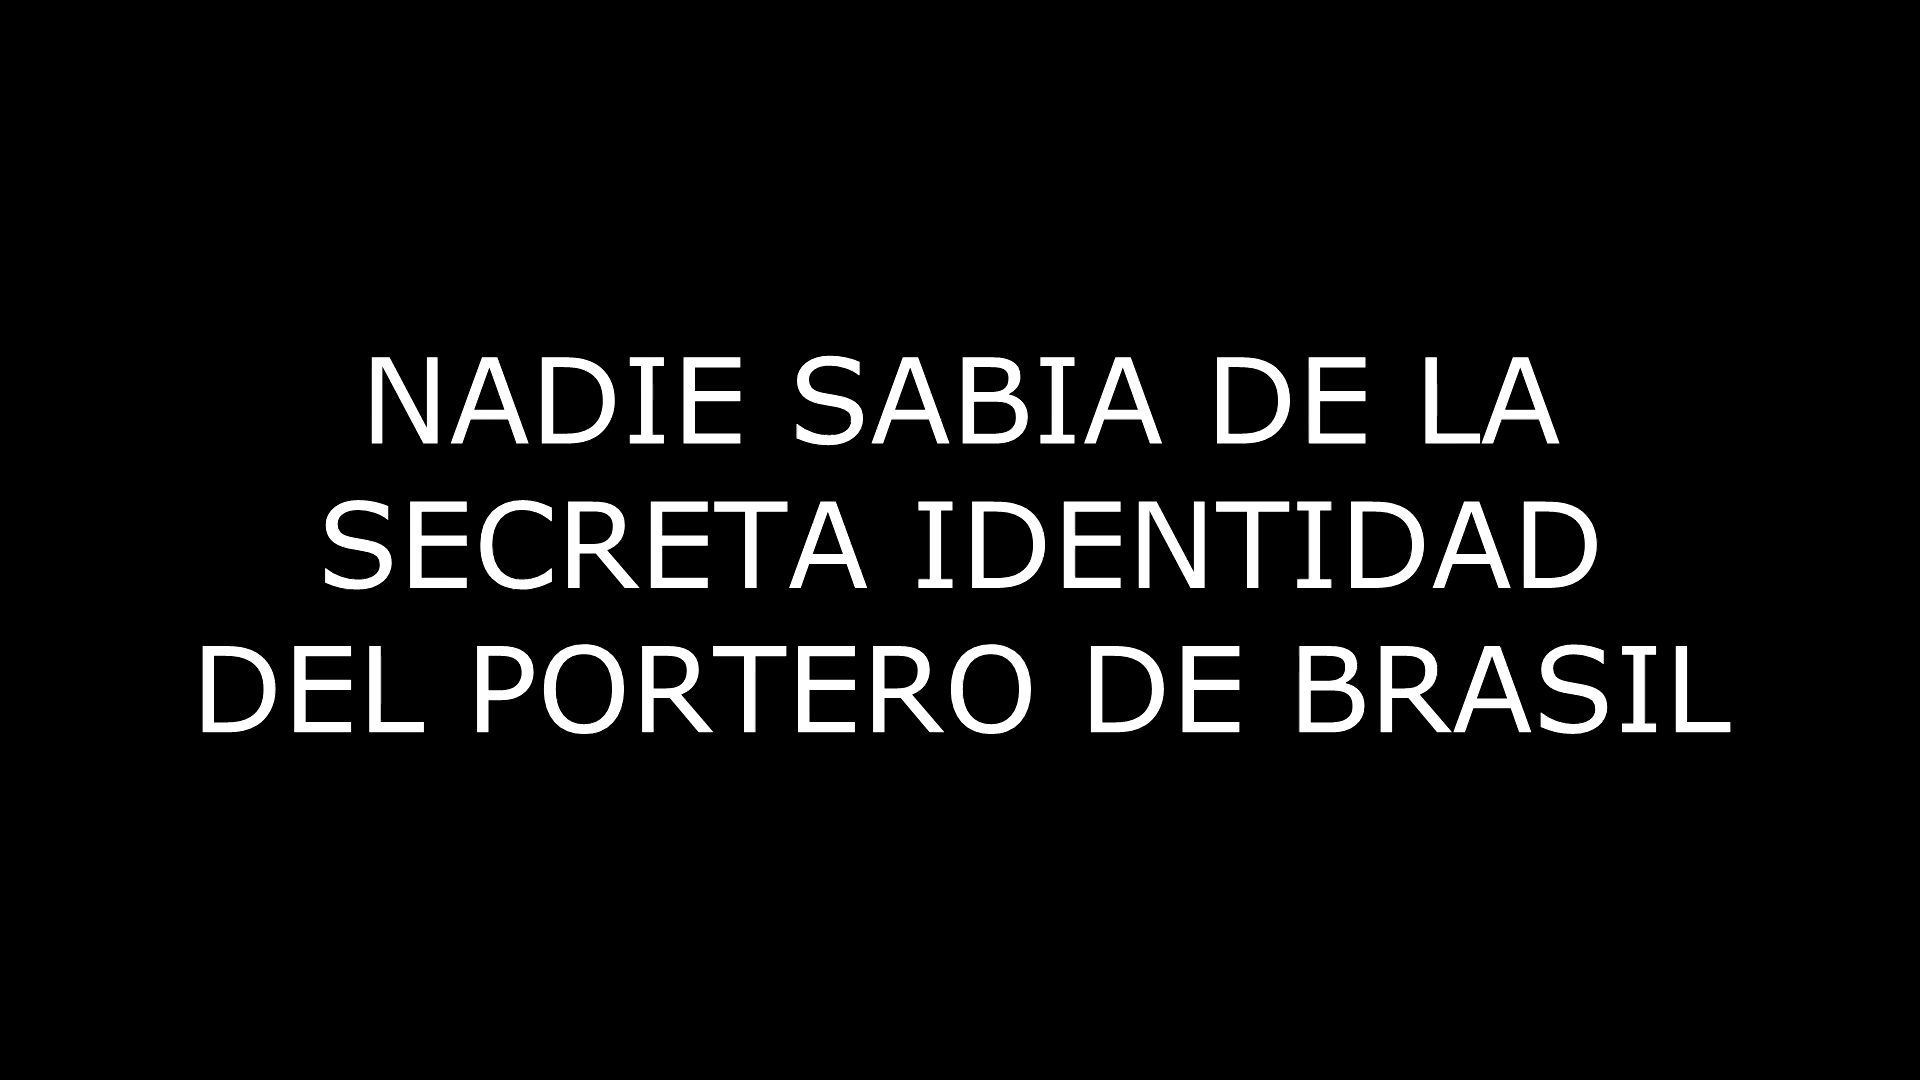 NADIE SABIA DE LA
SECRETA IDENTIDAD
DEL PORTERO DE BRASIL